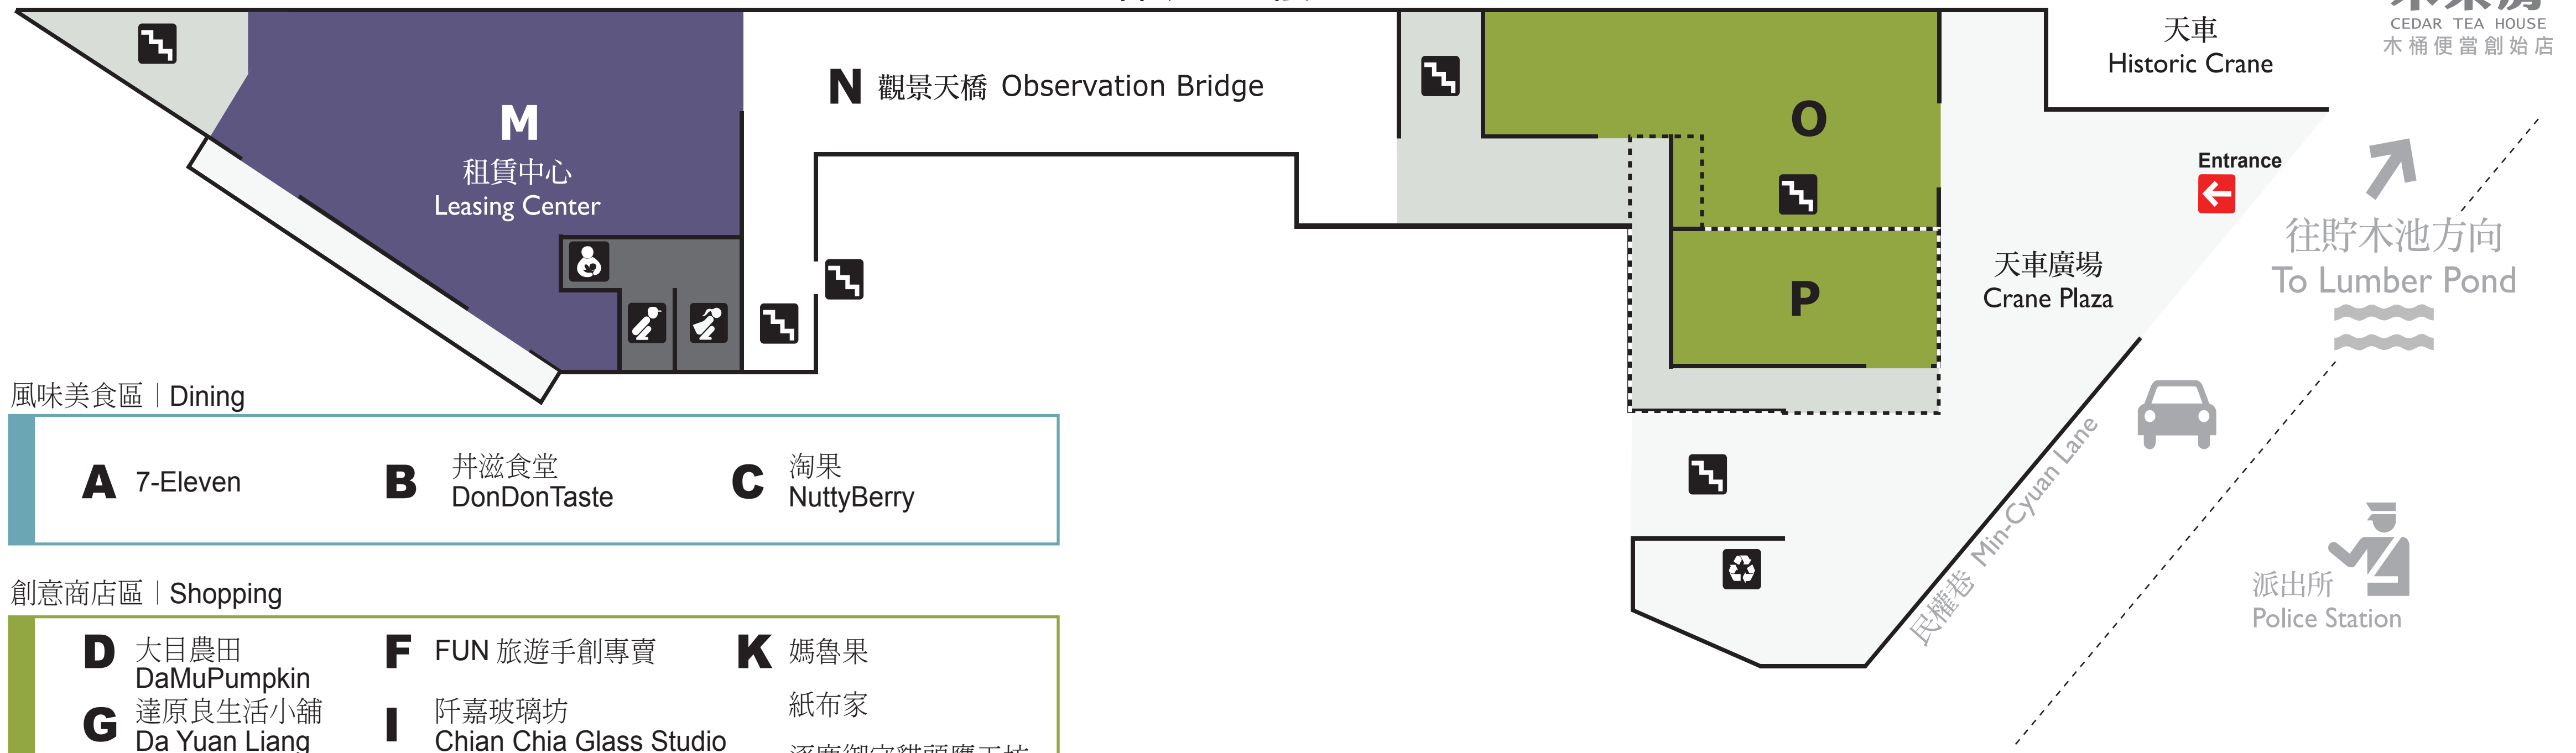 CEDAR TEA HOUSE
木桶便當創始店
天車
Historic Crane
N 觀景天橋 Observation Bridge
M
租賃中心
Leasing Center
O
P
Entrance
往貯木池方向
To Lumber Pond
天車廣場
Crane Plaza
民權巷 Min-Cyuan Lane
派出所
Police Station
風味美食區｜Dining
A 7-Eleven
B 丼滋食堂
DonDonTaste
C 淘果
NuttyBerry
創意商店區｜Shopping
D 大目農田
DaMuPumpkin
F FUN 旅遊手創專賣
K 媽魯果
紙布家
G 達原良生活小舖
Da Yuan Liang
I 阡嘉玻璃坊
Chian Chia Glass Studio